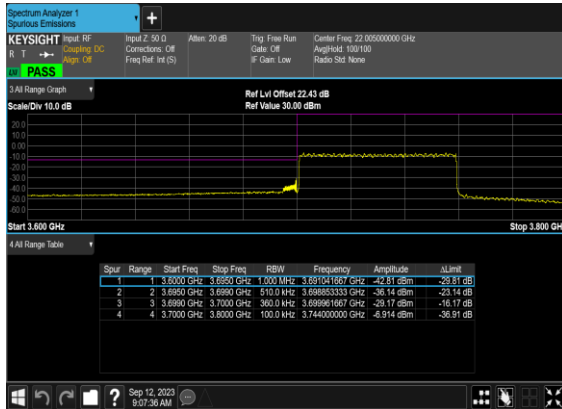 Spectrum Analyzer 1
Spurious Emissions
+
KEYSIGHT Input: RF Input Z: 50 Ω Atten: 20 dB Trig: Free Run Center Freq: 22.005000000 GHz
R T Coupling: DC Corrections: Off Gate: Off Avg|Hold: 100/100
Align: Off Freq Ref: Int (S) IF Gain: Low Radio Std: None
PASS
3 All Range Graph
Ref Lvl Offset 22.43 dB
Scale/Div 10.0 dB Ref Value 30.00 dBm
20.0
10.0
0.00
-10.0
-20.0
-30.0
-40.0
-50.0
-60.0
Start 3.600 GHz Stop 3.800 GH
4 All Range Table
Spur Range Start Freq Stop Freq RBW Frequency Amplitude ΔLimit
1 1 3.6000 GHz 3.6950 GHz 1.000 MHz 3.691041667 GHz -42.81 dBm -29.81 dB
2 2 3.6950 GHz 3.6990 GHz 510.0 kHz 3.698853333 GHz -36.14 dBm -23.14 dB
3 3 3.6990 GHz 3.7000 GHz 360.0 kHz 3.699961667 GHz -29.17 dBm -16.17 dB
4 4 3.7000 GHz 3.8000 GHz 100.0 kHz 3.744000000 GHz -6.914 dBm -36.91 dB
? Sep 12, 2023
9:07:36 AM